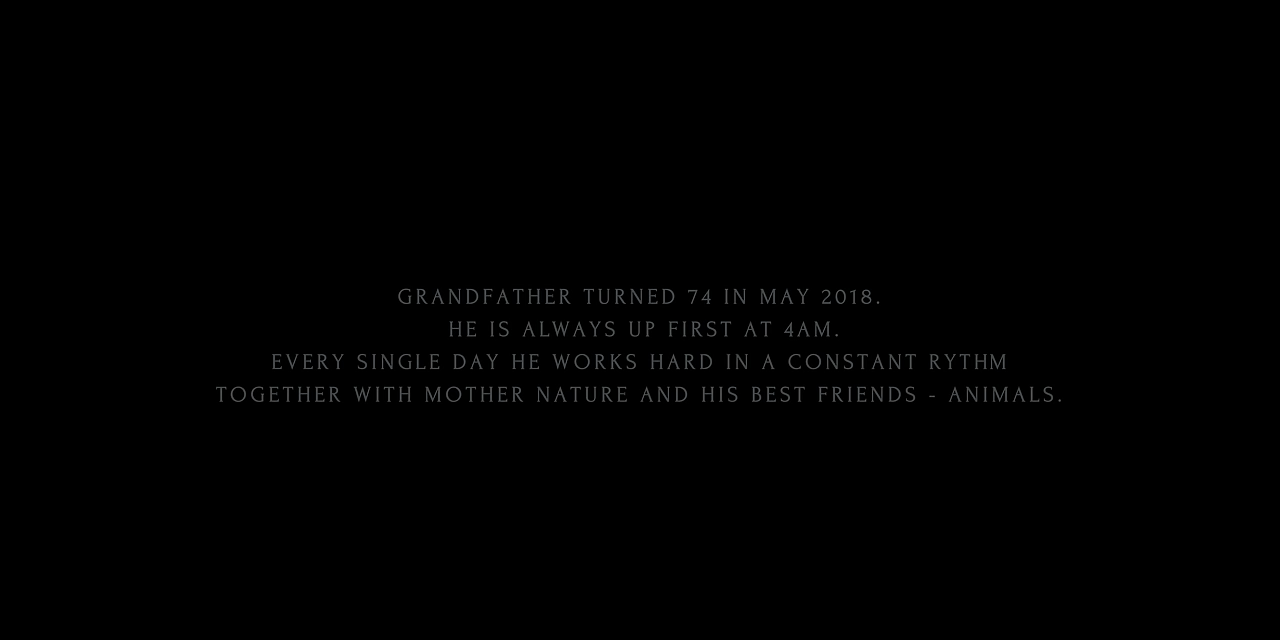 GRANDFATHER TURNED 74 IN MAY 2018.
HE IS ALWAYS UP FIRST AT 4AM.
EVERY SINGLE DAY HE WORKS HARD IN A CONSTANT RYTHM
TOGETHER WITH MOTHER NATURE AND HIS BEST FRIENDS - ANIMALS.